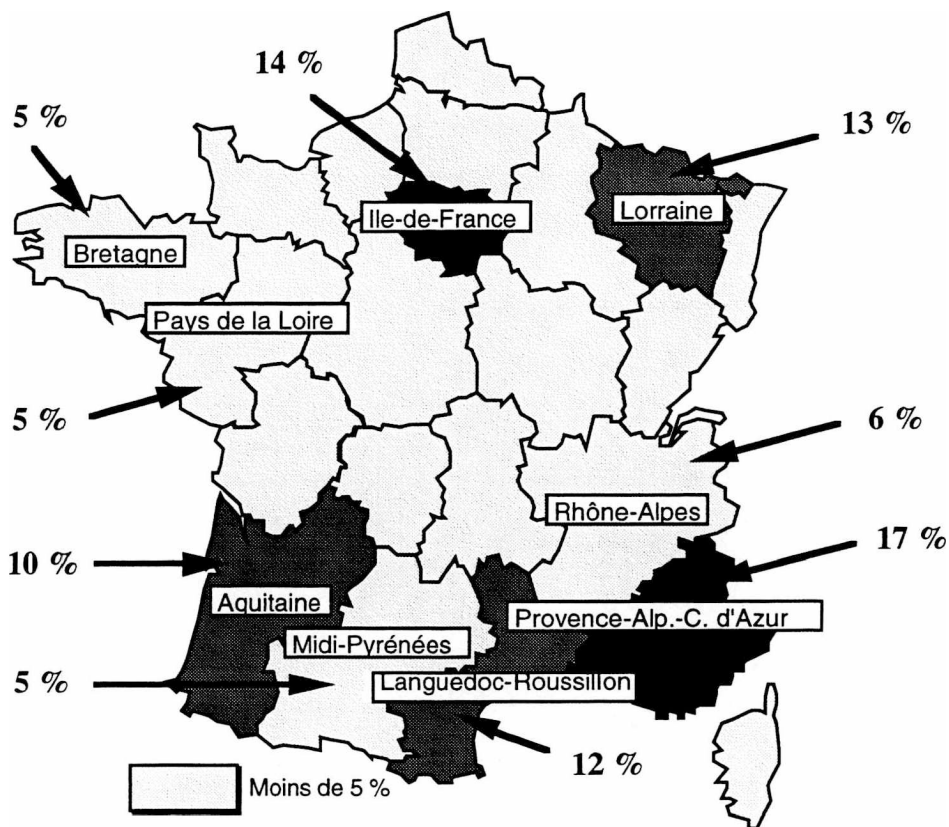 14 %
5 %
13 %
Ile-de-France
Lorraine
Bretagne
Pays de la Loire
5 %
6 %
Rhône-Alpes
17 %
10 %
Aquitaine
Provence-Alp.-C. d'Azur
Midi-Pyrénées
5 %
Languedoc-Roussillon
12 %
Moins de 5 %